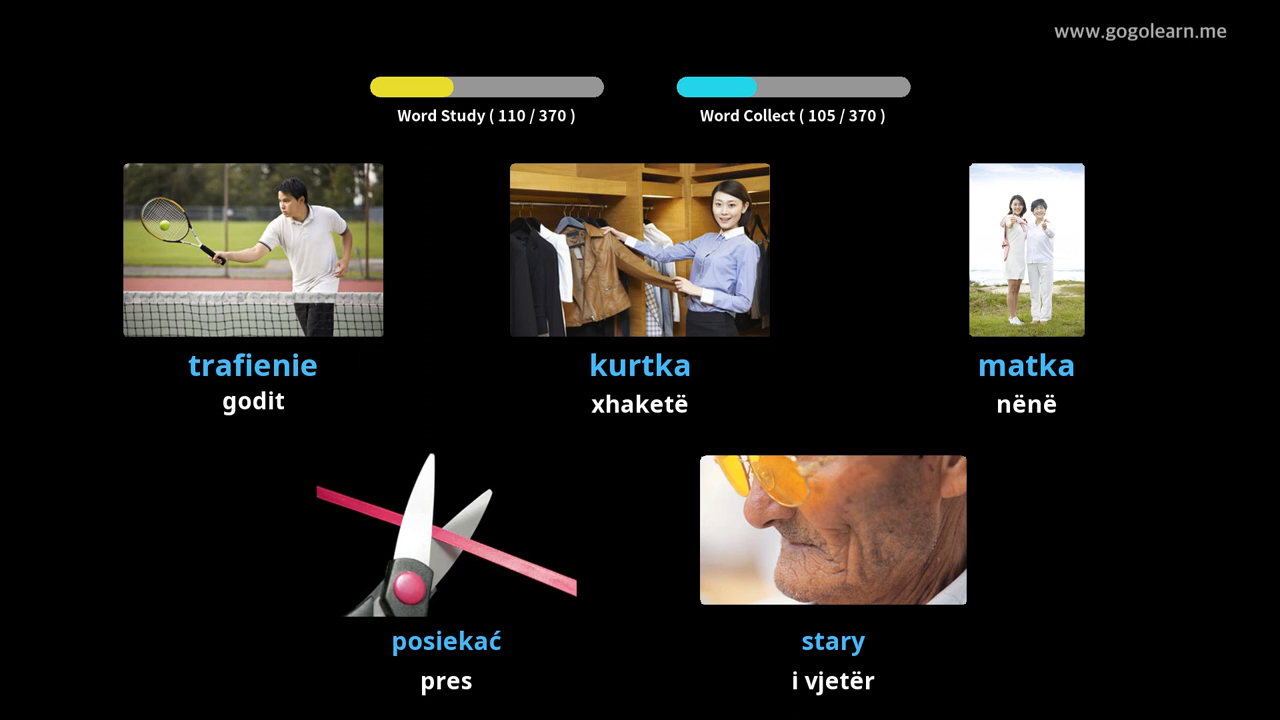 www.gogolearn.me
Word Study ( 110 / 370 )
Word Collect ( 105 / 370 )
trafienie
godit
kurtka
xhaketë
matka
nënë
posiekać
pres
stary
i vjetër